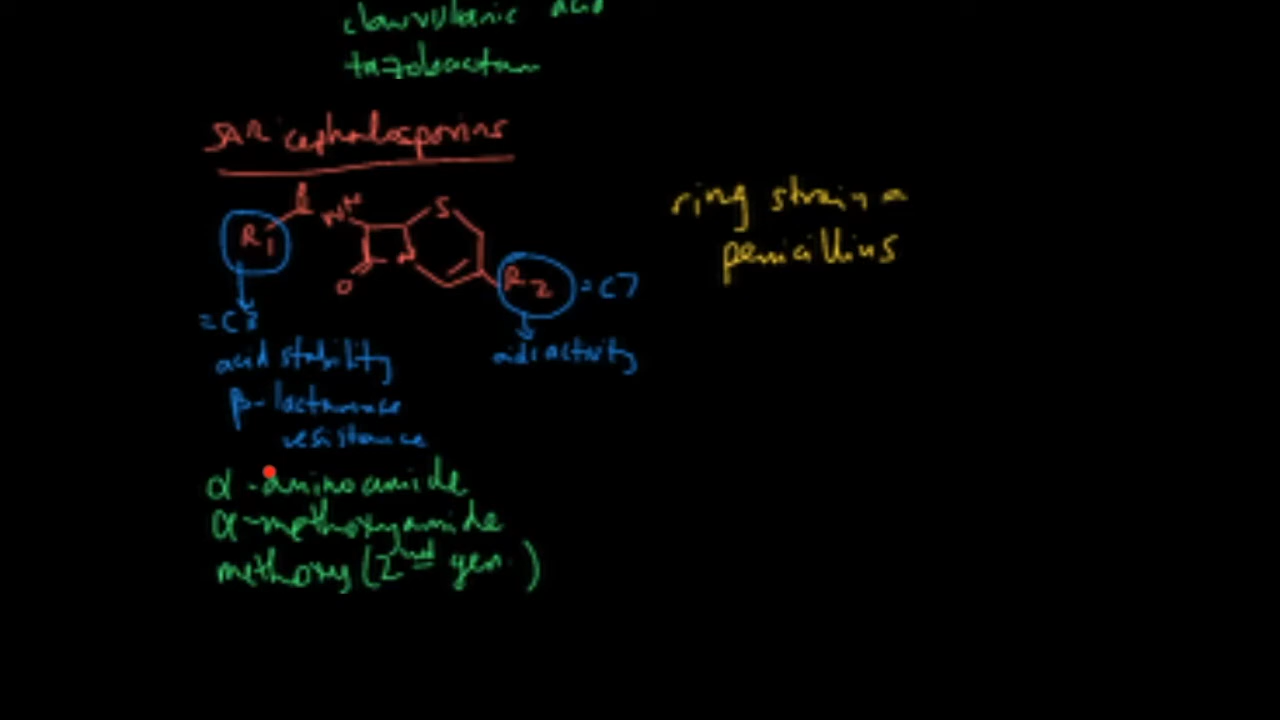 clavulanic acid
tazobactam
SAR cephalosporins
ring strain
penicillins
R1
NH
S
O
N
R2 = C7
= C3
acid stability
activity
β-lactamase
resistance
α-aminoamide
α-methoxyamide
methoxy (2nd gen.)